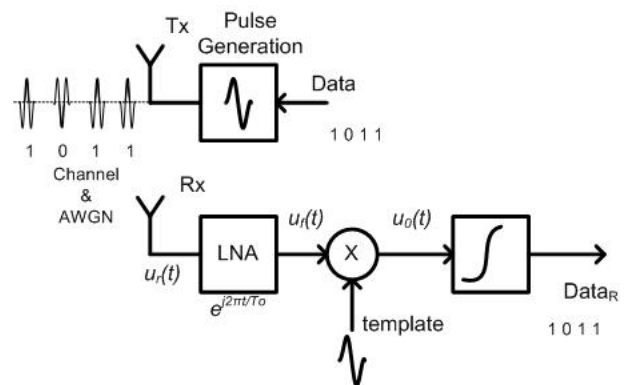 Tx
Pulse
Generation
Data
1 0 1 1
1 0 1 1
Channel
&
AWGN
Rx
u_r(t)
LNA
e^{j2πt/To}
u_f(t)
X
u_0(t)
template
Data_R
1 0 1 1